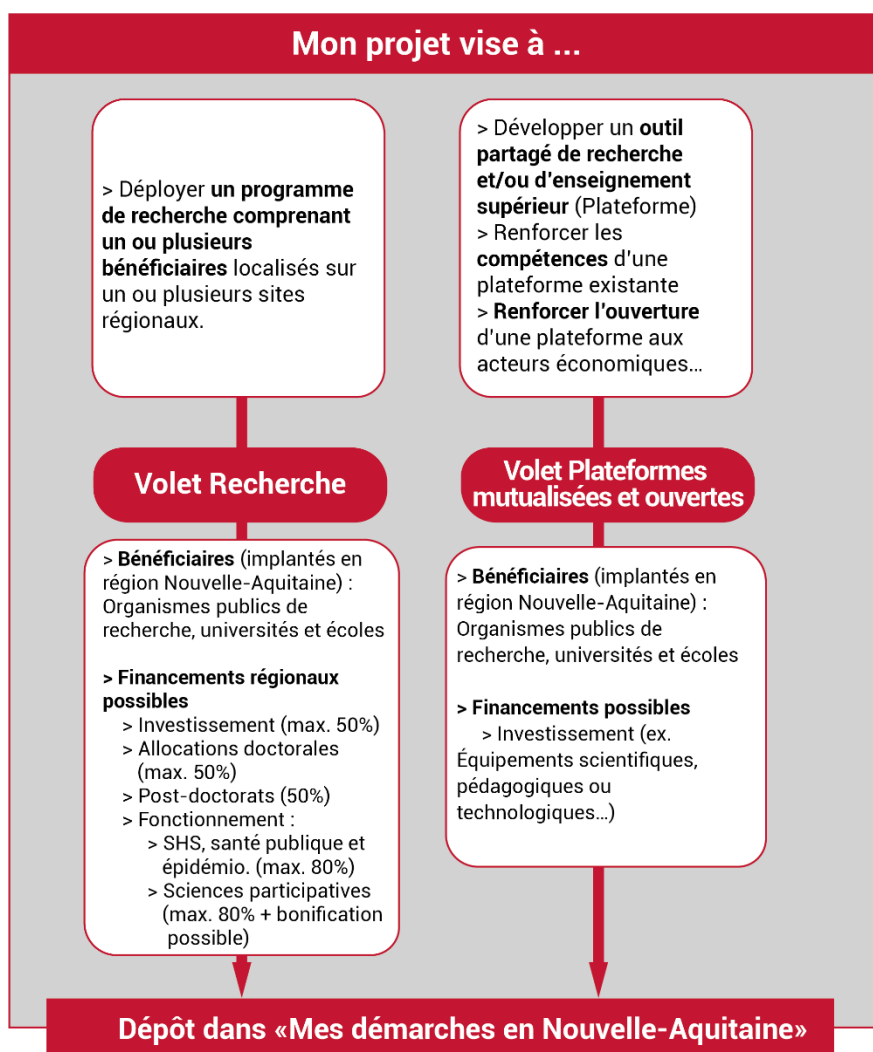 Mon projet vise à ...
> Déployer un programme
de recherche comprenant
un ou plusieurs
bénéficiaires localisés sur
un ou plusieurs sites
régionaux.
Volet Recherche
> Bénéficiaires (implantés en
région Nouvelle-Aquitaine) :
Organismes publics de
recherche, universités et écoles
> Financements régionaux
possibles
> Investissement (max. 50%)
> Allocations doctorales
(max. 50%)
> Post-doctorats (50%)
> Fonctionnement :
> SHS, santé publique et
épidémio. (max. 80%)
> Sciences participatives
(max. 80% + bonification
possible)
> Développer un outil
partagé de recherche
et/ou d'enseignement
supérieur (Plateforme)
> Renforcer les
compétences d'une
plateforme existante
> Renforcer l'ouverture
d'une plateforme aux
acteurs économiques…
Volet Plateformes
mutualisées et ouvertes
> Bénéficiaires (implantés en
région Nouvelle-Aquitaine) :
Organismes publics de
recherche, universités et écoles
> Financements possibles
> Investissement (ex.
Équipements scientifiques,
pédagogiques ou
technologiques…)
Dépôt dans «Mes démarches en Nouvelle-Aquitaine»